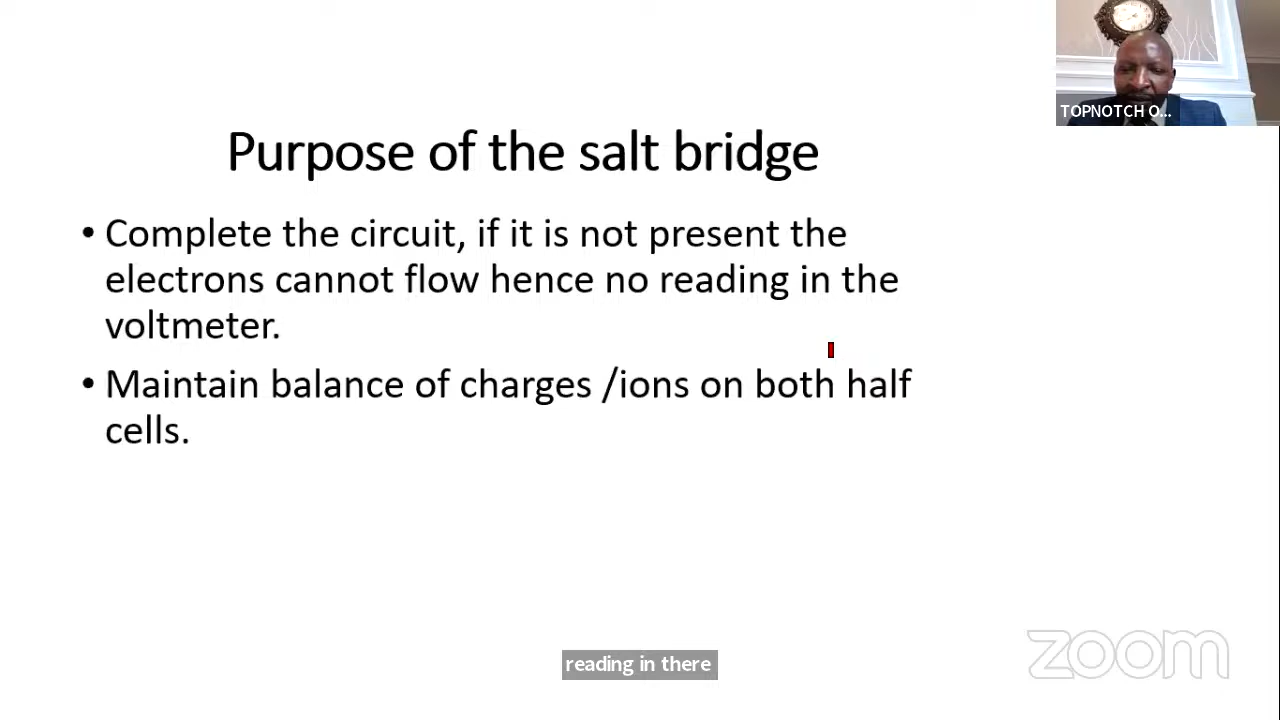 TOPNOTCH O...
Purpose of the salt bridge
• Complete the circuit, if it is not present the
electrons cannot flow hence no reading in the
voltmeter.
• Maintain balance of charges /ions on both half
cells.
reading in there
zoom